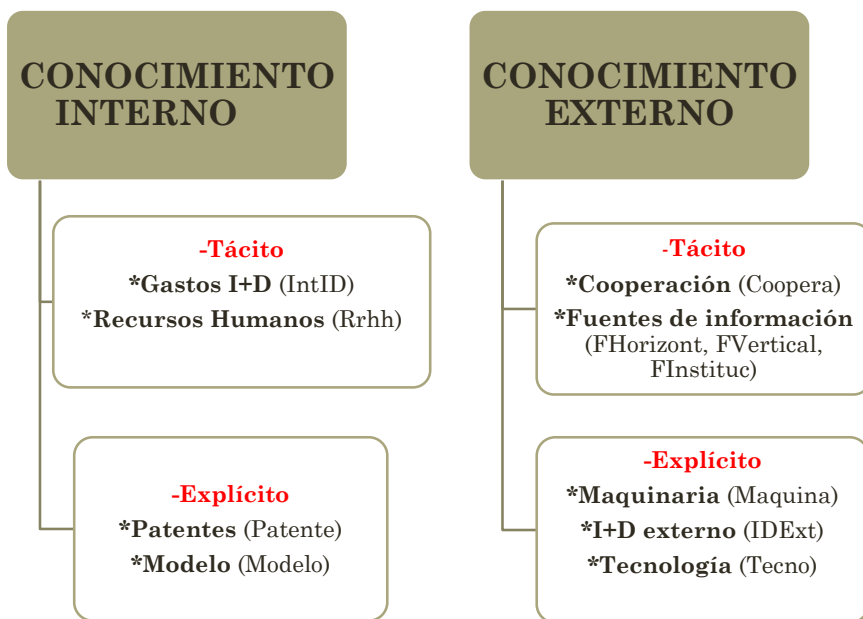 CONOCIMIENTO
INTERNO
-Tácito
*Gastos I+D (IntID)
*Recursos Humanos (Rrhh)
-Explícito
*Patentes (Patente)
*Modelo (Modelo)
CONOCIMIENTO
EXTERNO
-Tácito
*Cooperación (Coopera)
*Fuentes de información
(FHorizont, FVertical,
FInstituc)
-Explícito
*Maquinaria (Maquina)
*I+D externo (IDExt)
*Tecnología (Tecno)